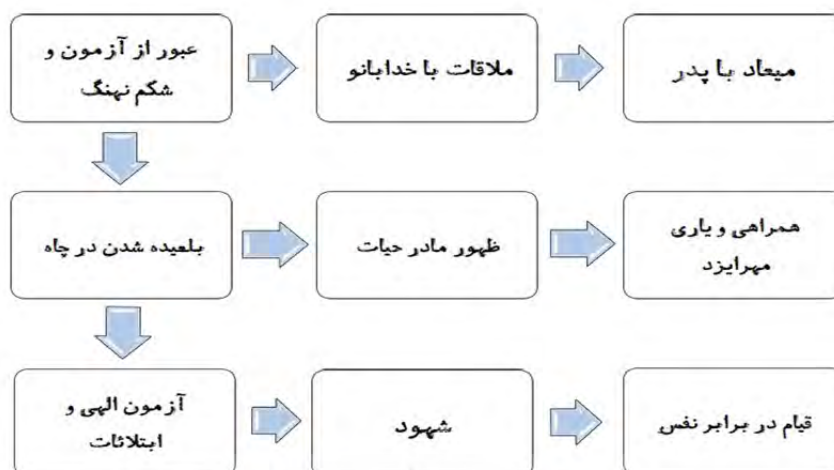 میعاد با پدر
ملاقات با خدابانو
عبور از آزمون و
شکم نهنگ
همراهی و یاری
مهرایزد
ظهور مادر حیات
بلعیده شدن در چاه
قیام در برابر نفس
شهود
آزمون الهی و
ابتلائات